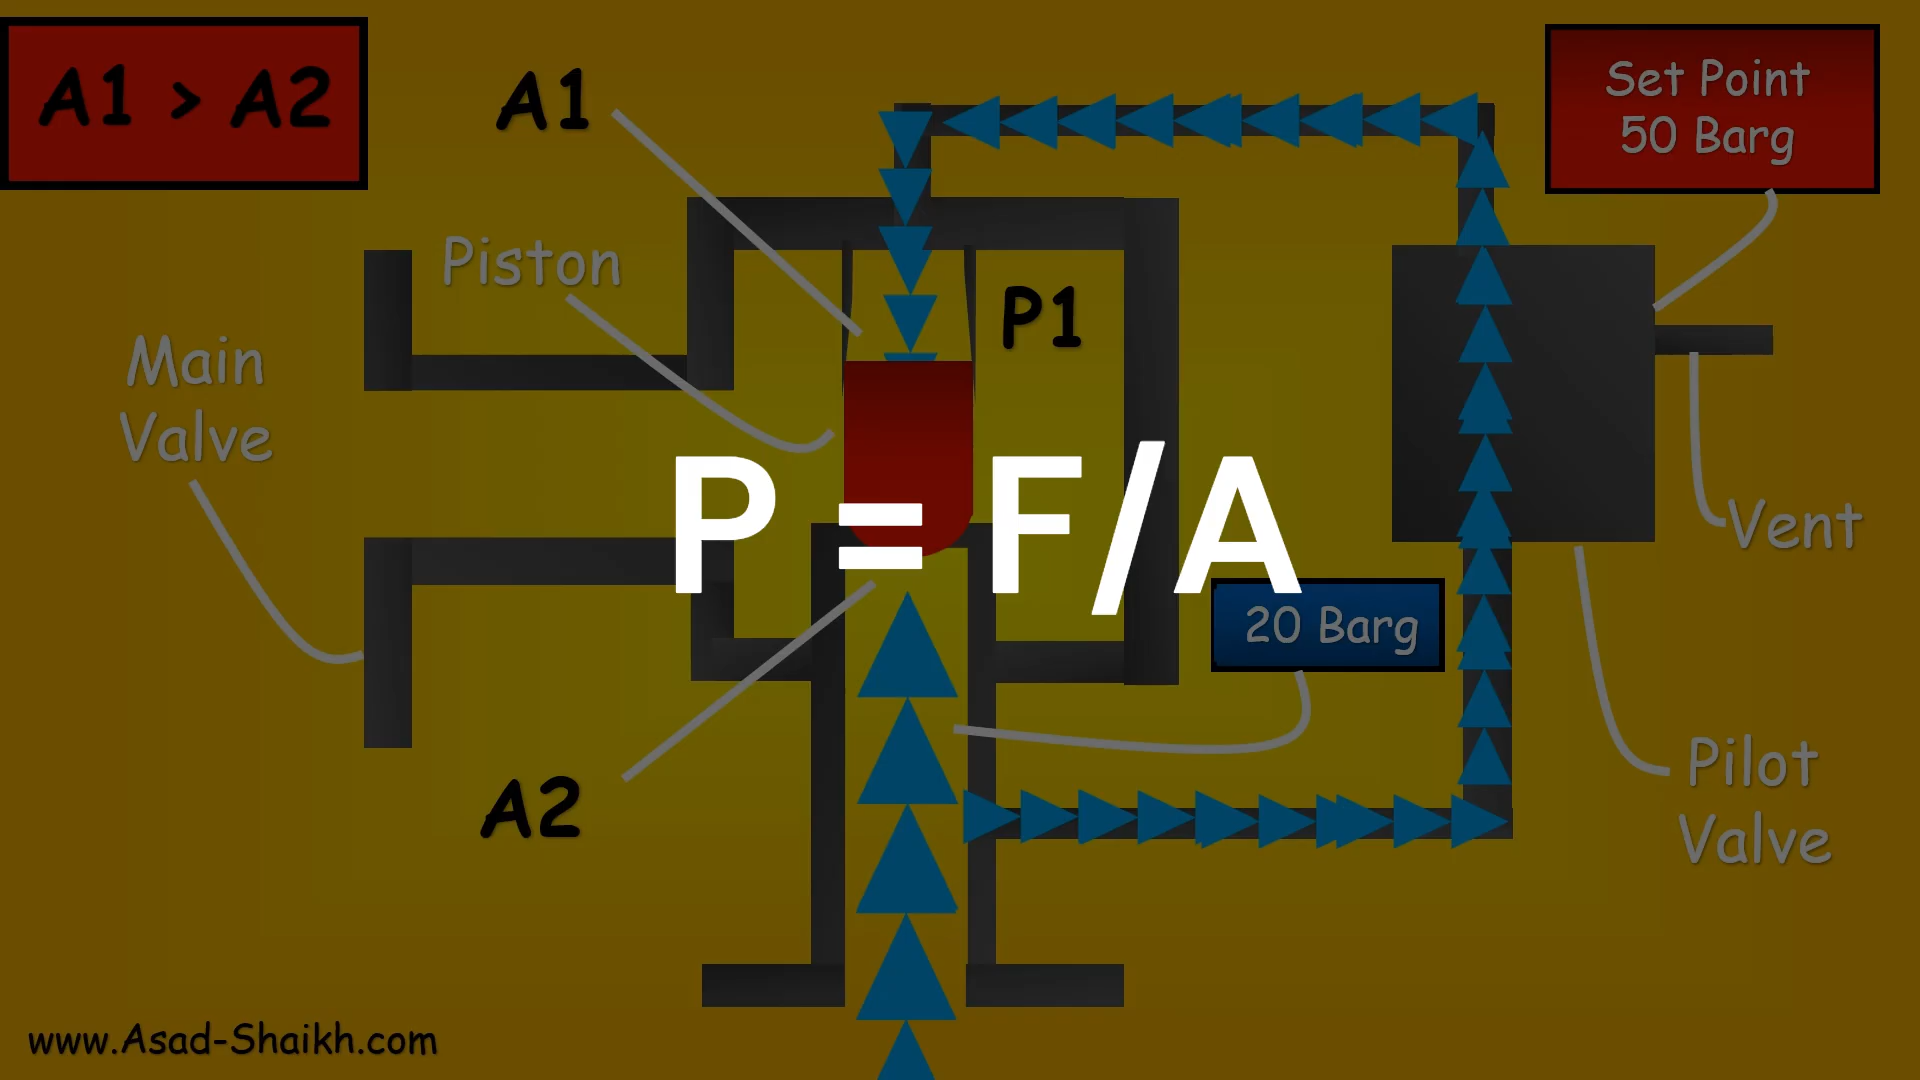 A1 > A2
A1
Set Point
50 Barg
Piston
P1
Main
Valve
P = F/A
Vent
20 Barg
A2
Pilot
Valve
www.Asad-Shaikh.com